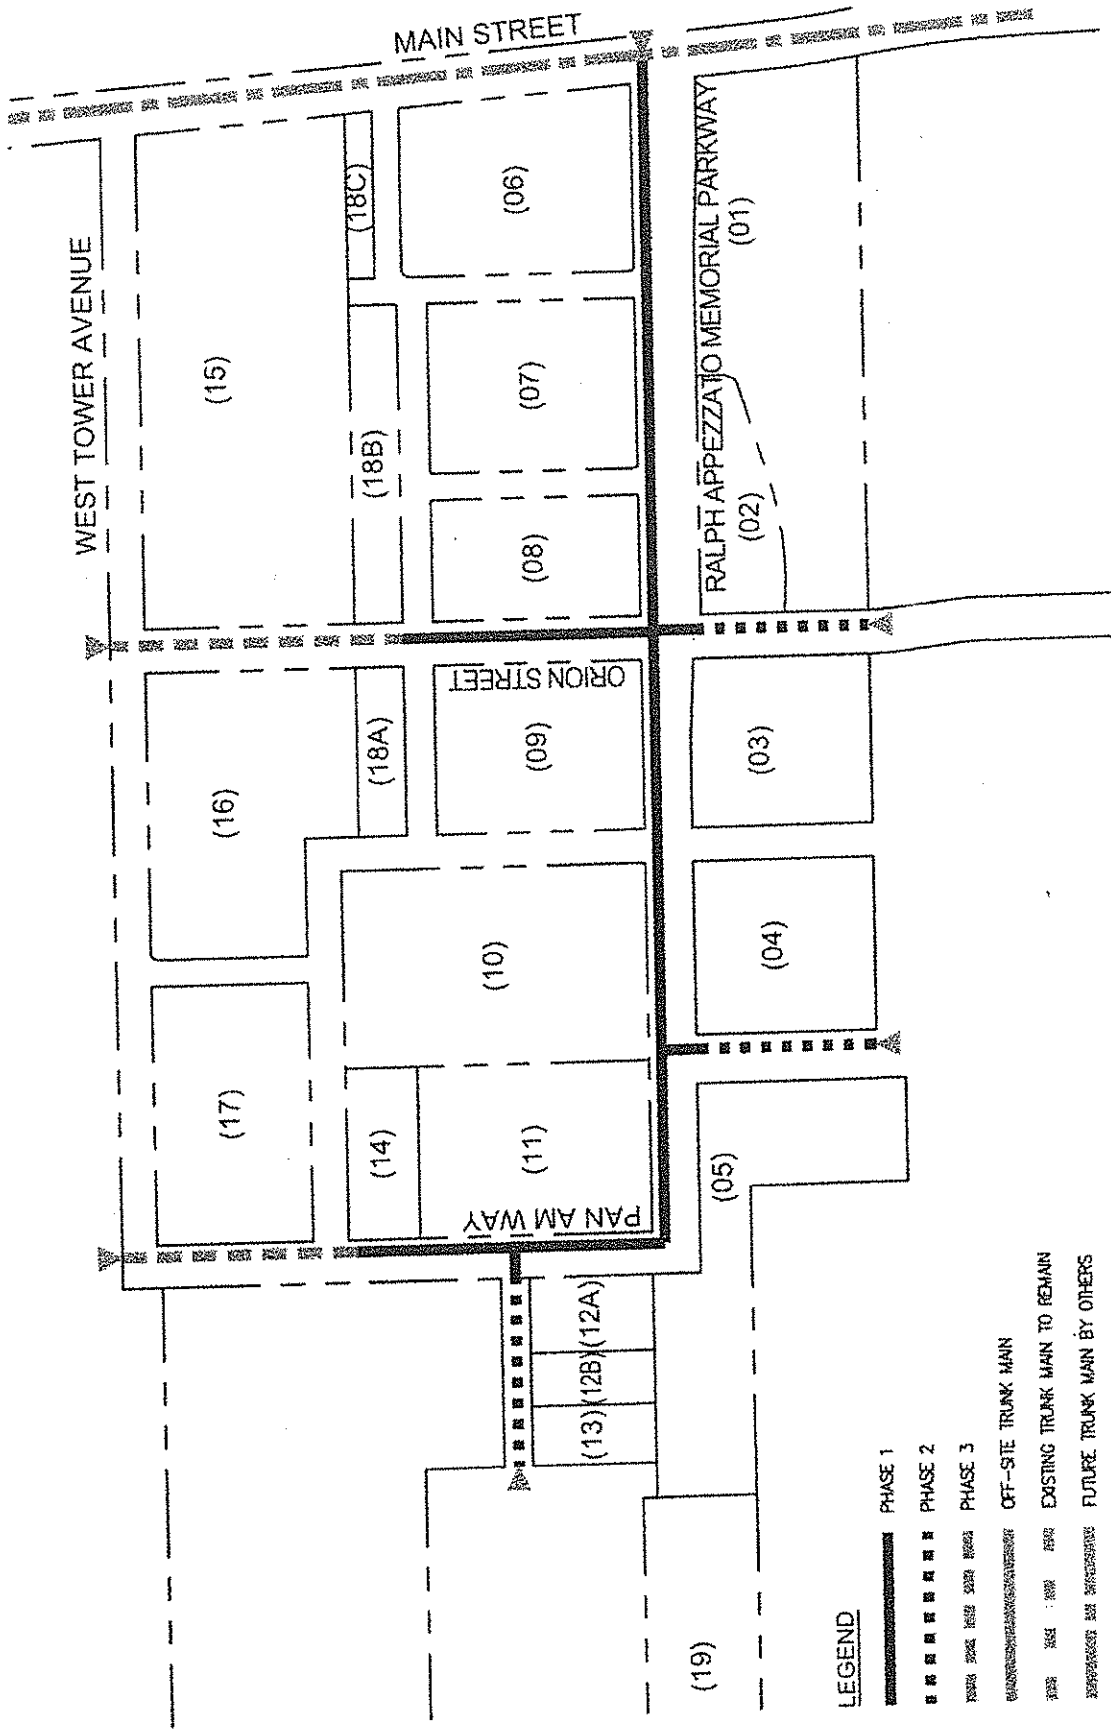 MAIN STREET
WEST TOWER AVENUE
(15)
(18C)
(06)
RALPH APPEZZATO MEMORIAL PARKWAY
(01)
(18B)
(07)
(02)
(08)
ORION STREET
(16)
(18A)
(09)
(03)
(10)
(04)
(17)
(14)
(11)
PAN AM WAY
(05)
(12A)
(12B)
(13)
(19)
LEGEND
PHASE 1
PHASE 2
PHASE 3
OFF-SITE TRUNK MAIN
EXISTING TRUNK MAIN TO REMAIN
FUTURE TRUNK MAIN BY OTHERS